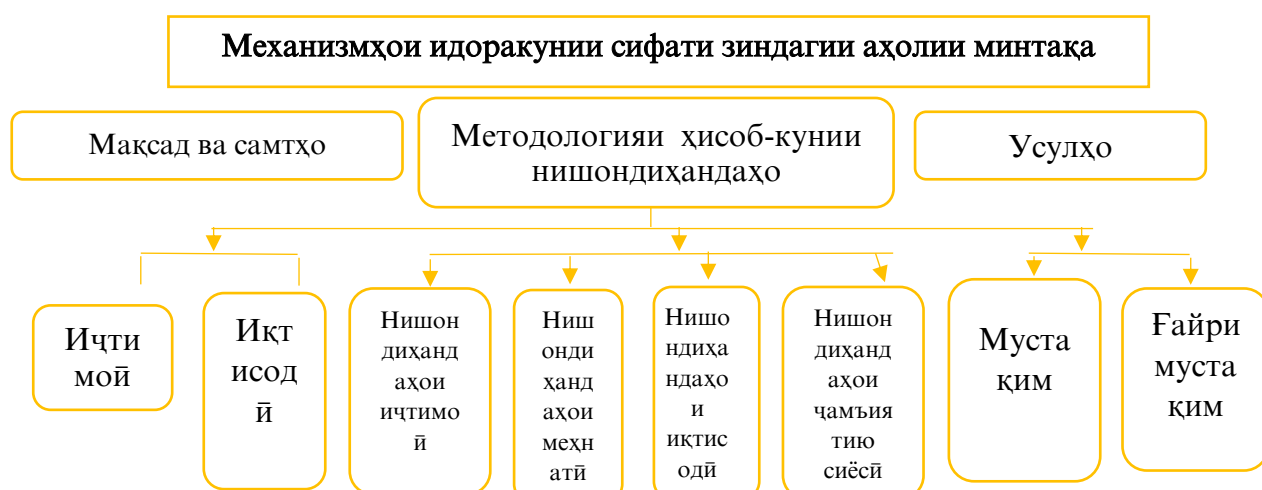 Механизмҳои идоракунии сифати зиндагии аҳолии минтақа
Мақсад ва самтҳо
Методологияи ҳисоб-кунии
нишондиҳандаҳо
Усулҳо
Иҷти
моӣ
Иқт
исод
ӣ
Нишон
диҳанд
аҳои
иҷтимо
ӣ
Ниш
онди
ҳанд
аҳои
меҳн
атӣ
Нишо
ндиҳа
ндаҳо
и
иқтис
одӣ
Нишон
диҳанд
аҳои
ҷамъия
тию
сиёсӣ
Муста
қим
Ғайри
муста
қим